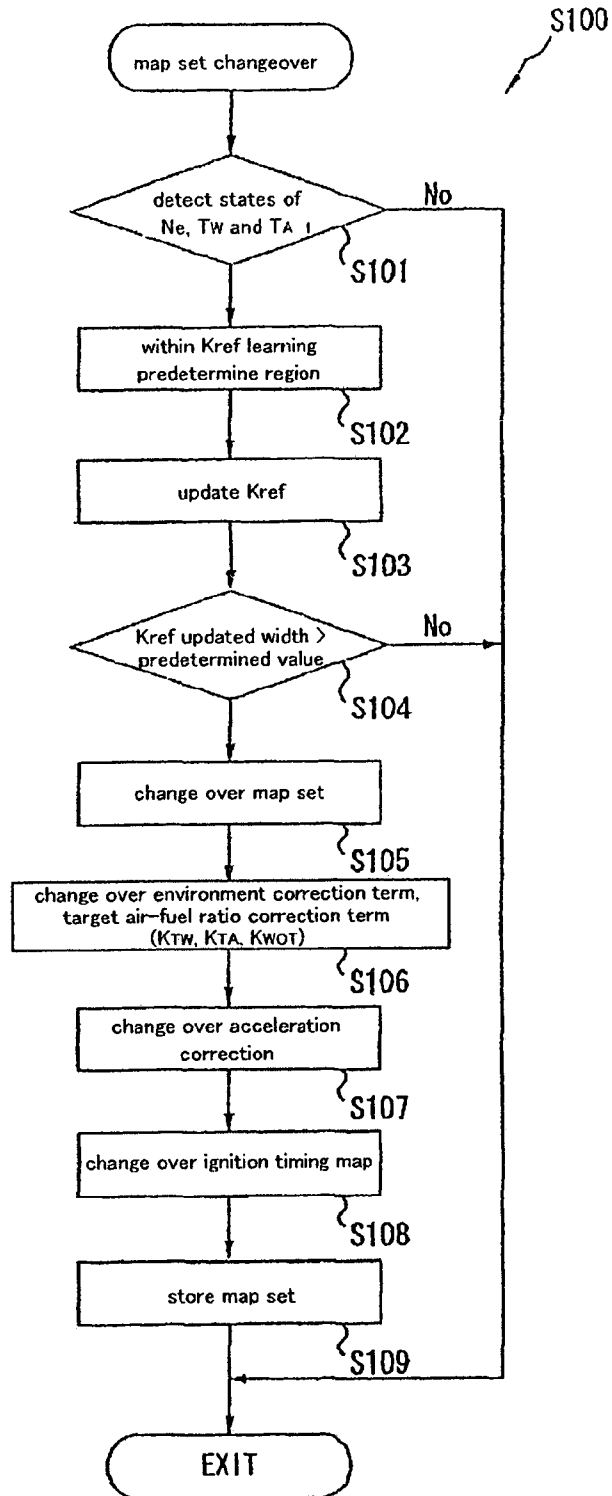 S100
map set changeover
detect states of
Ne, TW and TA
No
S101
within Kref learning
predetermine region
S102
update Kref
S103
Kref updated width >
predetermined value
No
S104
change over map set
S105
change over environment correction term,
target air-fuel ratio correction term
(KTW, KTA, KWOT)
S106
change over acceleration
correction
S107
change over ignition timing map
S108
store map set
S109
EXIT